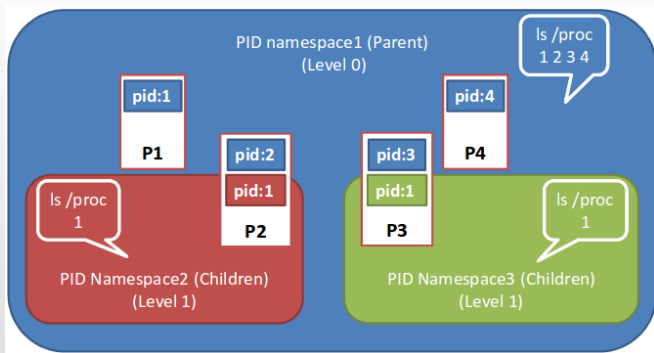 PID namespace1 (Parent)
(Level 0)
ls /proc
1 2 3 4
pid:1
P1
pid:4
P4
pid:2
pid:1
P2
pid:3
pid:1
P3
ls /proc
1
PID Namespace2 (Children)
(Level 1)
ls /proc
1
PID Namespace3 (Children)
(Level 1)